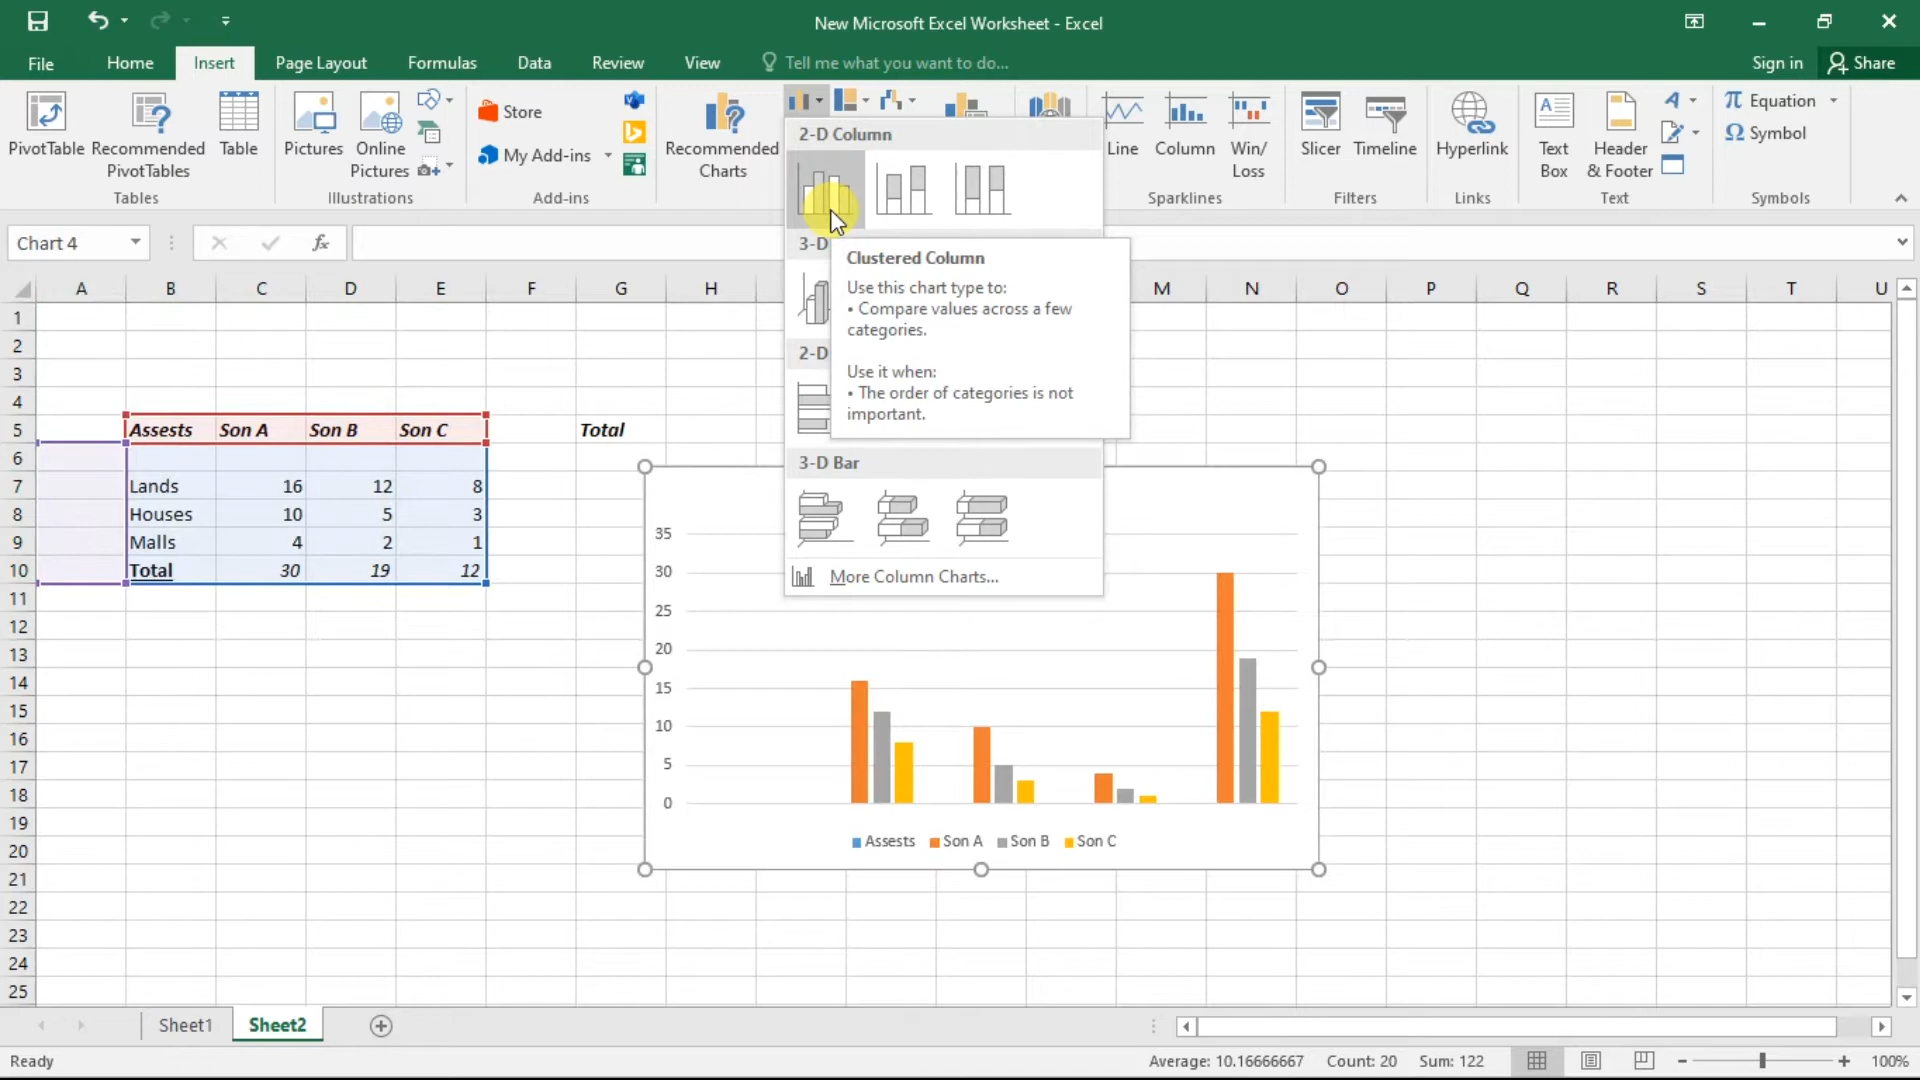 New Microsoft Excel Worksheet - Excel
File Home Insert Page Layout Formulas Data Review View Tell me what you want to do... Sign in Share
PivotTable
Recommended
PivotTables
Table
Tables
Pictures
Online
Pictures
Illustrations
Store
My Add-ins
Add-ins
Recommended
Charts
Line
Column
Win/
Loss
Sparklines
Slicer
Timeline
Filters
Hyperlink
Links
Text
Box
Header
& Footer
Text
π Equation
Ω Symbol
Symbols
2-D Column
3-D
2-D
3-D Bar
More Column Charts...
Clustered Column
Use this chart type to:
• Compare values across a few
categories.
Use it when:
• The order of categories is not
important.
Chart 4
fx
A B C D E F G H M N O P Q R S T U
1
2
3
4
5 Assests Son A Son B Son C Total
6
7 Lands 16 12 8
8 Houses 10 5 3
9 Malls 4 2 1
10 Total 30 19 12
11
12
13
14
15
16
17
18
19
20
21
22
23
24
25
35
30
25
20
15
10
5
0
Assests Son A Son B Son C
Sheet1 Sheet2
Ready
Average: 10.16666667 Count: 20 Sum: 122
100%